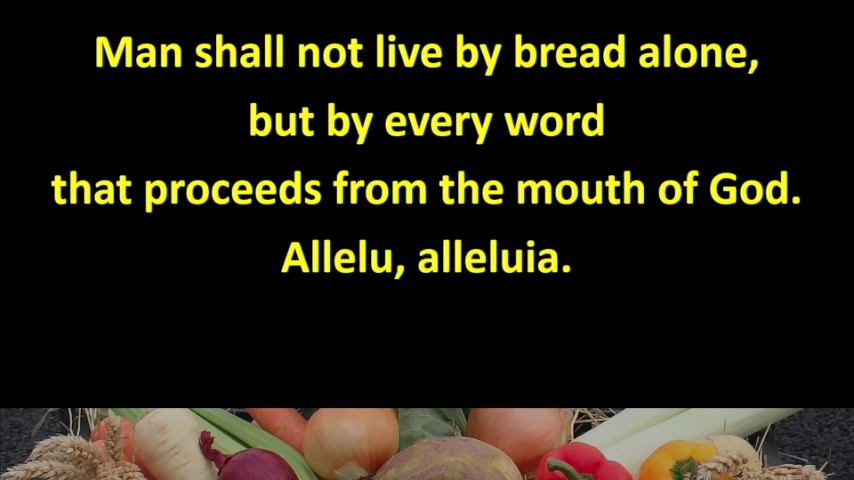 Man shall not live by bread alone,
but by every word
that proceeds from the mouth of God.
Allelu, alleluia.